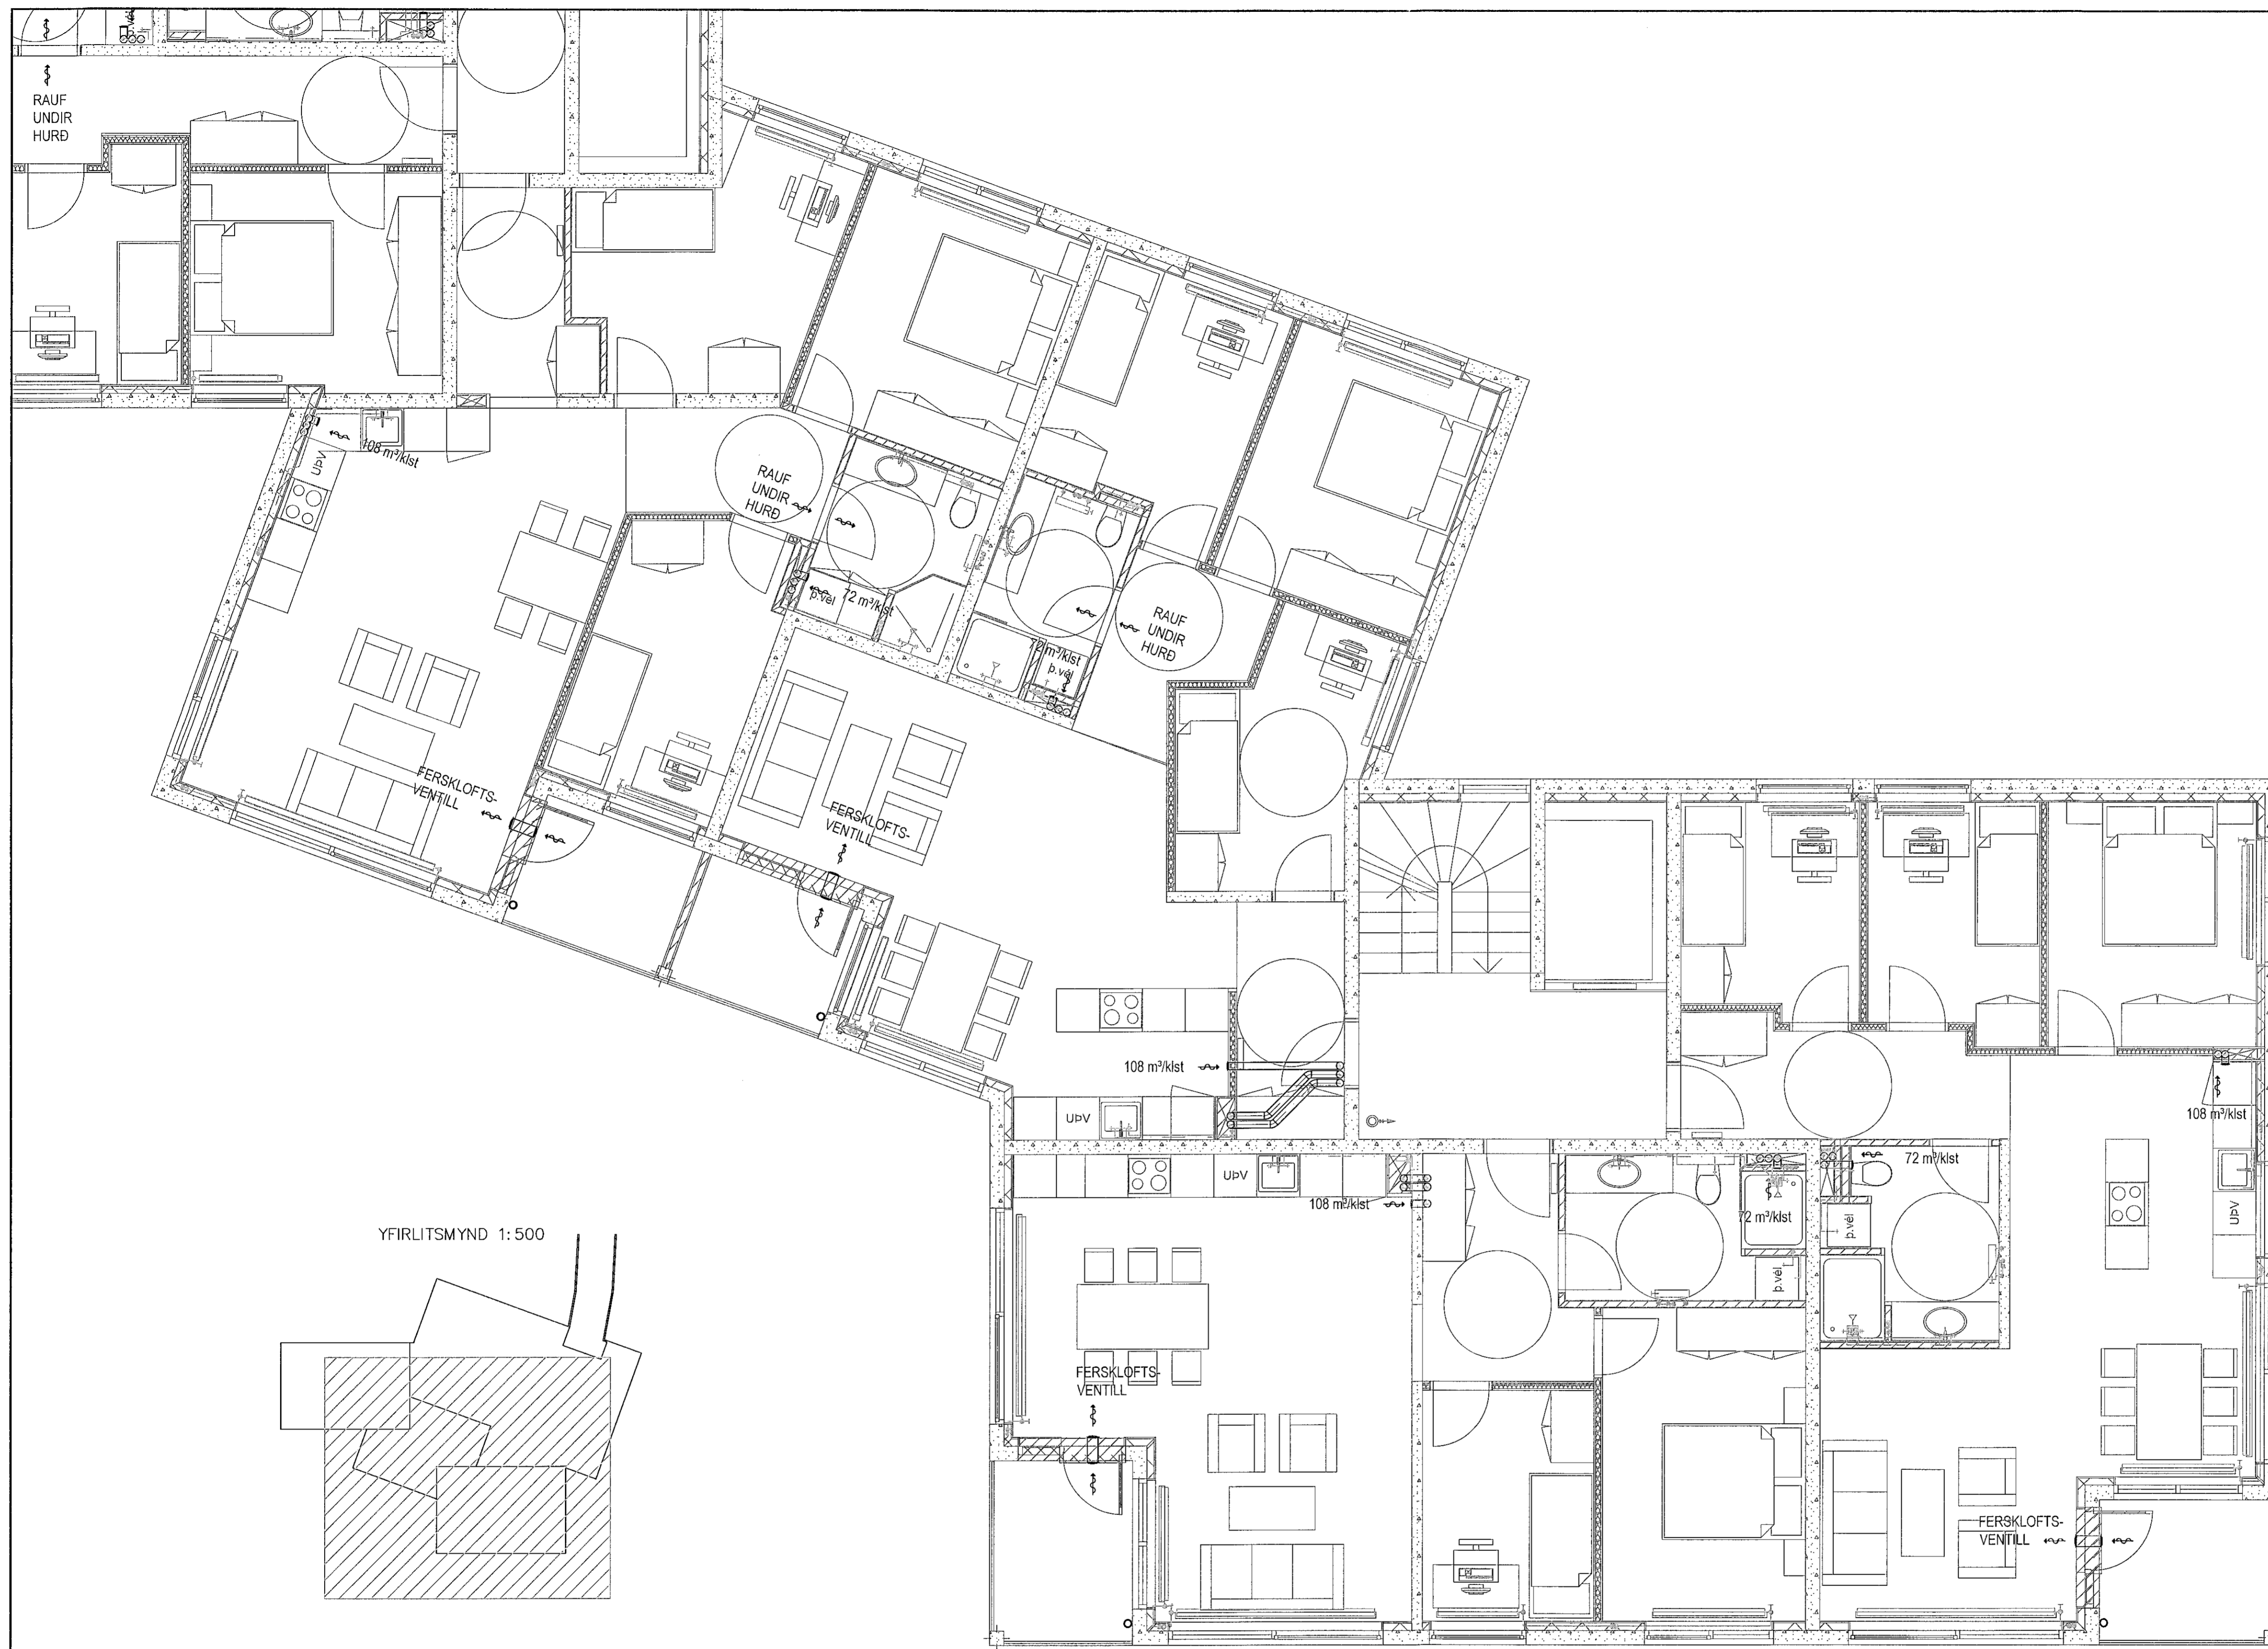 þ.vél
RAUF
UNDIR
HURÐ
108 m³/klst
UÞV
RAUF
UNDIR
HURÐ
þ.vél
72 m³/klst
RAUF
UNDIR
HURÐ
72 m³/klst
þ.vél
FERSKLOFTS-
VENTILL
FERSKLOFTS-
VENTILL
108 m³/klst
UÞV
108 m³/klst
72 m³/klst
UÞV
108 m³/klst
72 m³/klst
þ.vél
UÞV
þ.vél
YFIRLITSMYND 1:500
FERSKLOFTS-
VENTILL
FERSKLOFTS-
VENTILL